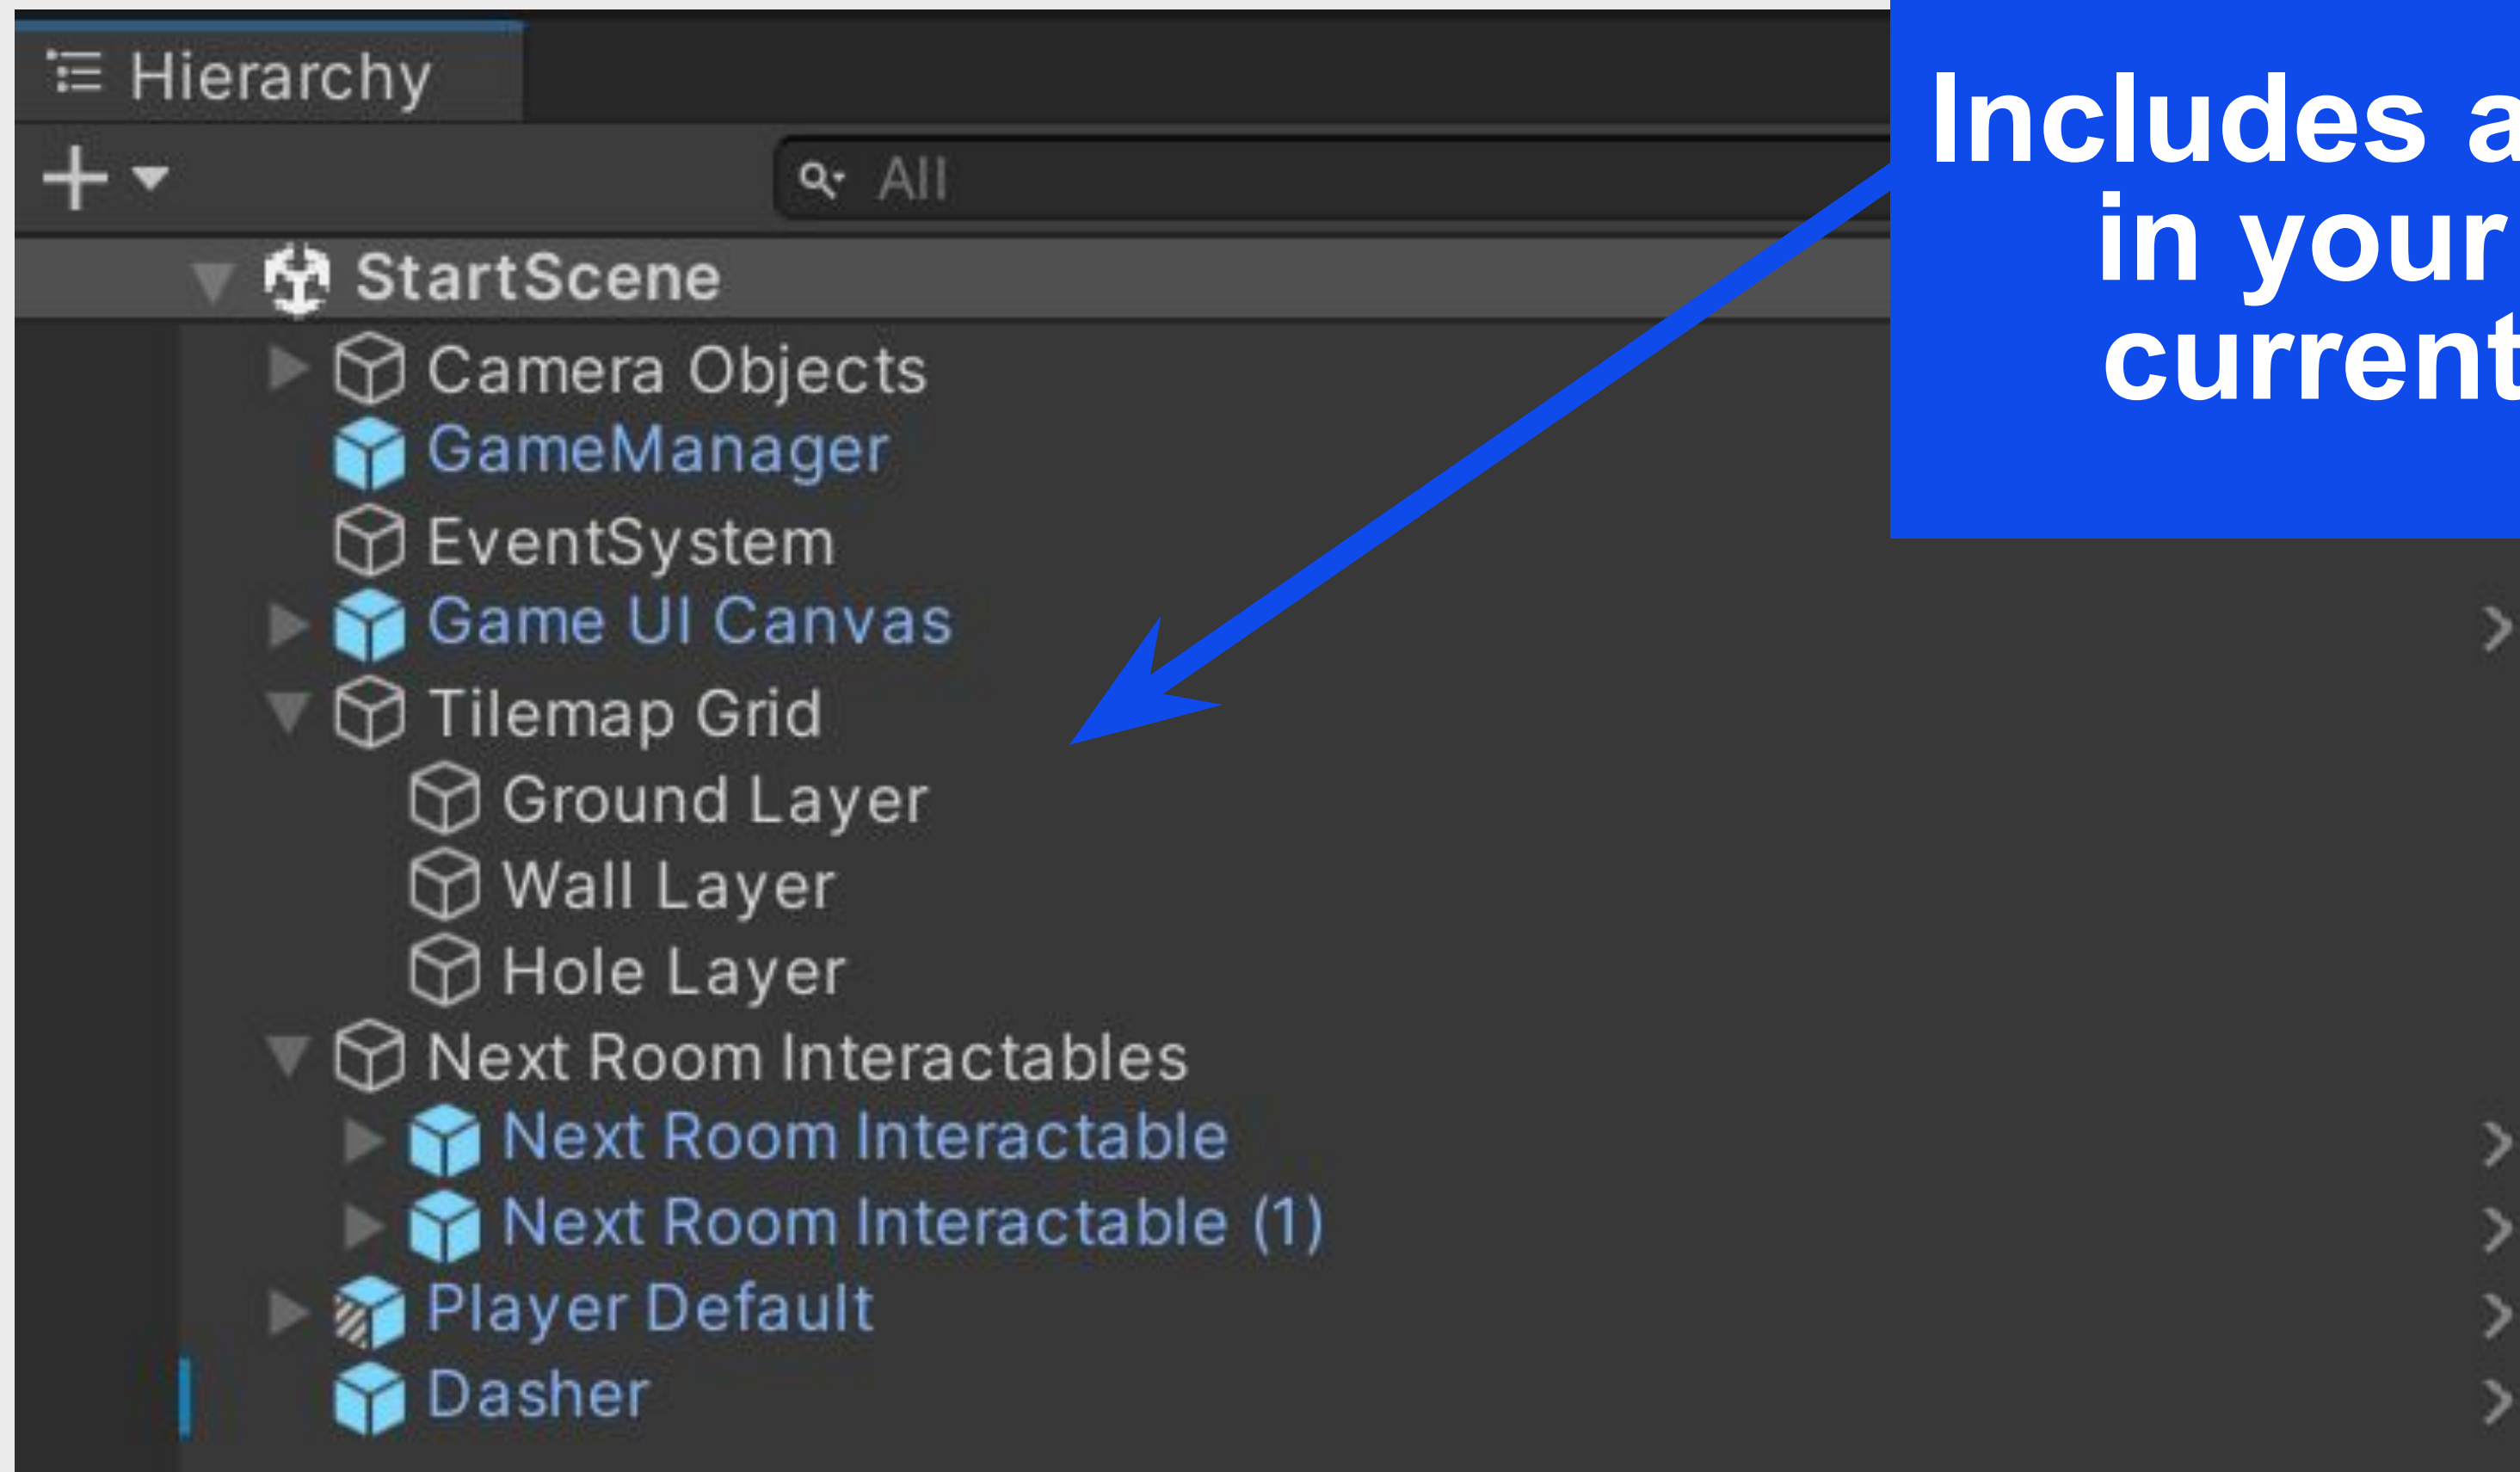 Hierarchy
All
StartScene
Camera Objects
GameManager
EventSystem
Game UI Canvas
Tilemap Grid
Ground Layer
Wall Layer
Hole Layer
Next Room Interactables
Next Room Interactable
Next Room Interactable (1)
Player Default
Dasher
Includes
in your
current